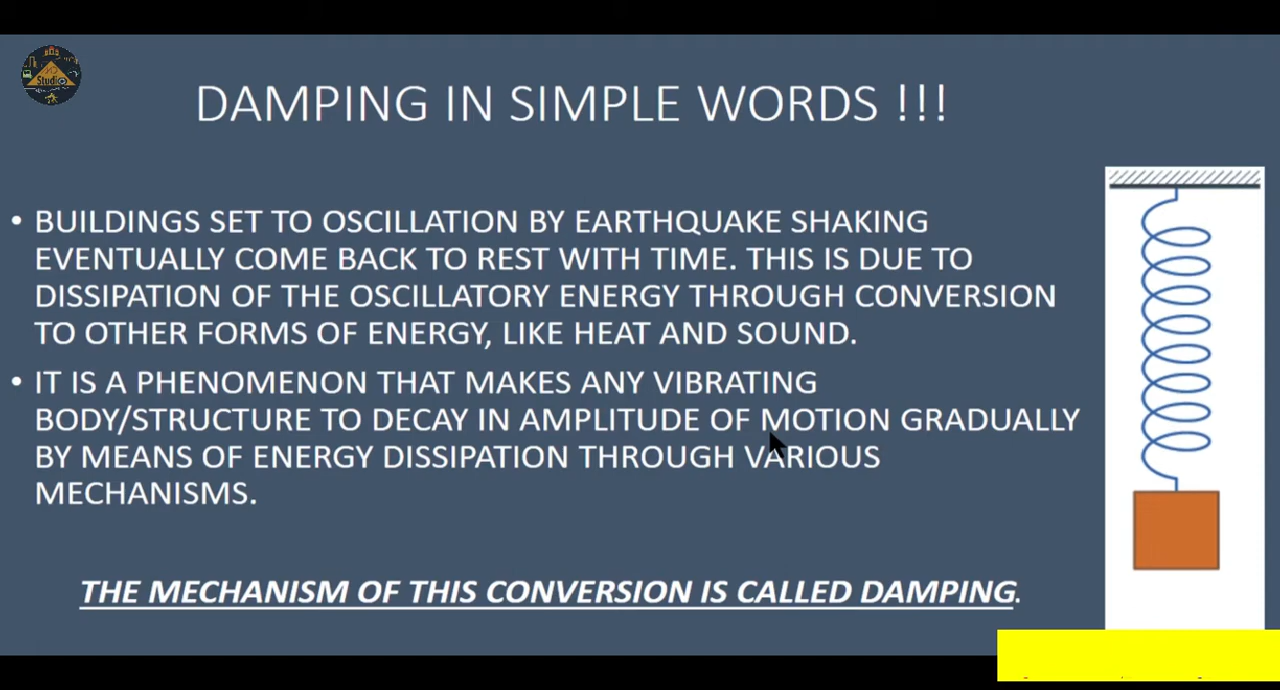 Studio
DAMPING IN SIMPLE WORDS !!!
• BUILDINGS SET TO OSCILLATION BY EARTHQUAKE SHAKING
EVENTUALLY COME BACK TO REST WITH TIME. THIS IS DUE TO
DISSIPATION OF THE OSCILLATORY ENERGY THROUGH CONVERSION
TO OTHER FORMS OF ENERGY, LIKE HEAT AND SOUND.
• IT IS A PHENOMENON THAT MAKES ANY VIBRATING
BODY/STRUCTURE TO DECAY IN AMPLITUDE OF MOTION GRADUALLY
BY MEANS OF ENERGY DISSIPATION THROUGH VARIOUS
MECHANISMS.
THE MECHANISM OF THIS CONVERSION IS CALLED DAMPING.